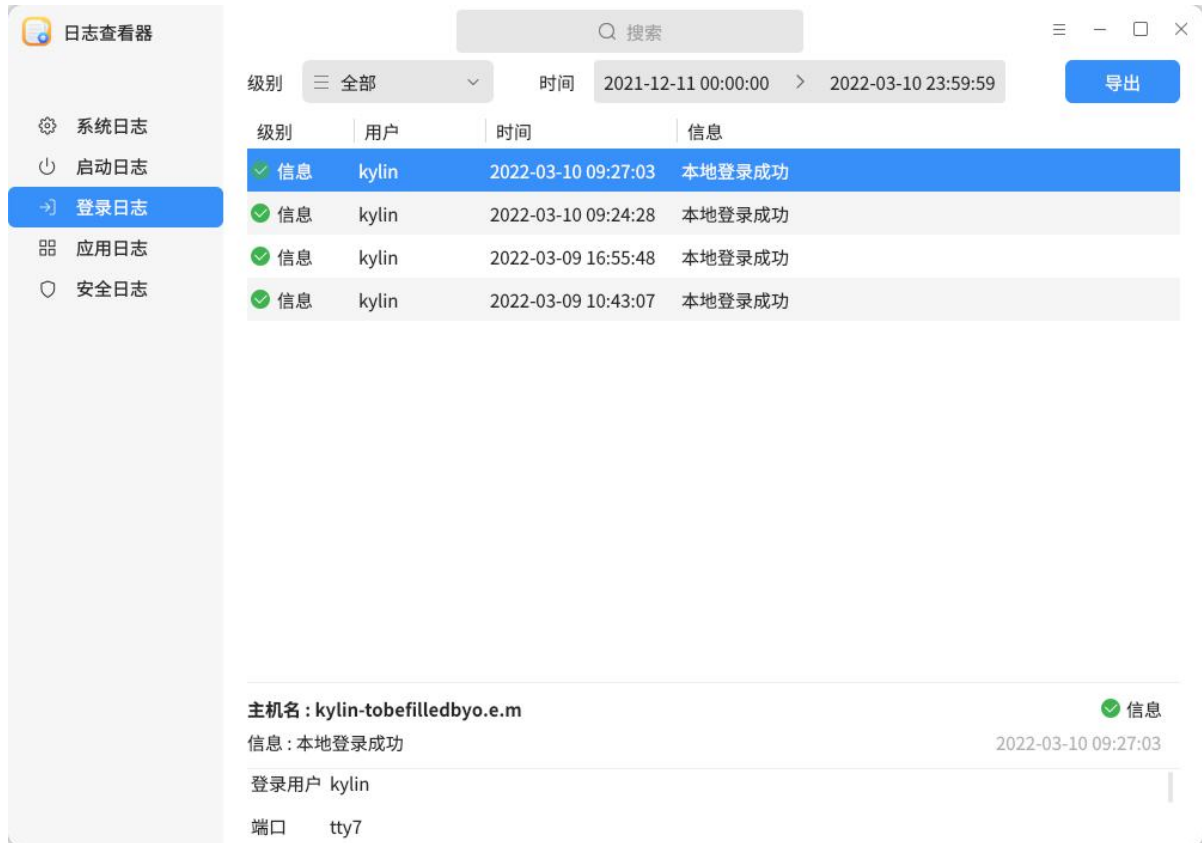 日志查看器
搜索
级别 全部 时间 2021-12-11 00:00:00 2022-03-10 23:59:59 导出
系统日志
启动日志
登录日志
应用日志
安全日志
级别 用户 时间 信息
信息 kylin 2022-03-10 09:27:03 本地登录成功
信息 kylin 2022-03-10 09:24:28 本地登录成功
信息 kylin 2022-03-09 16:55:48 本地登录成功
信息 kylin 2022-03-09 10:43:07 本地登录成功
主机名 : kylin-tobefilledbyo.e.m 信息
信息 : 本地登录成功 2022-03-10 09:27:03
登录用户 kylin
端口 tty7